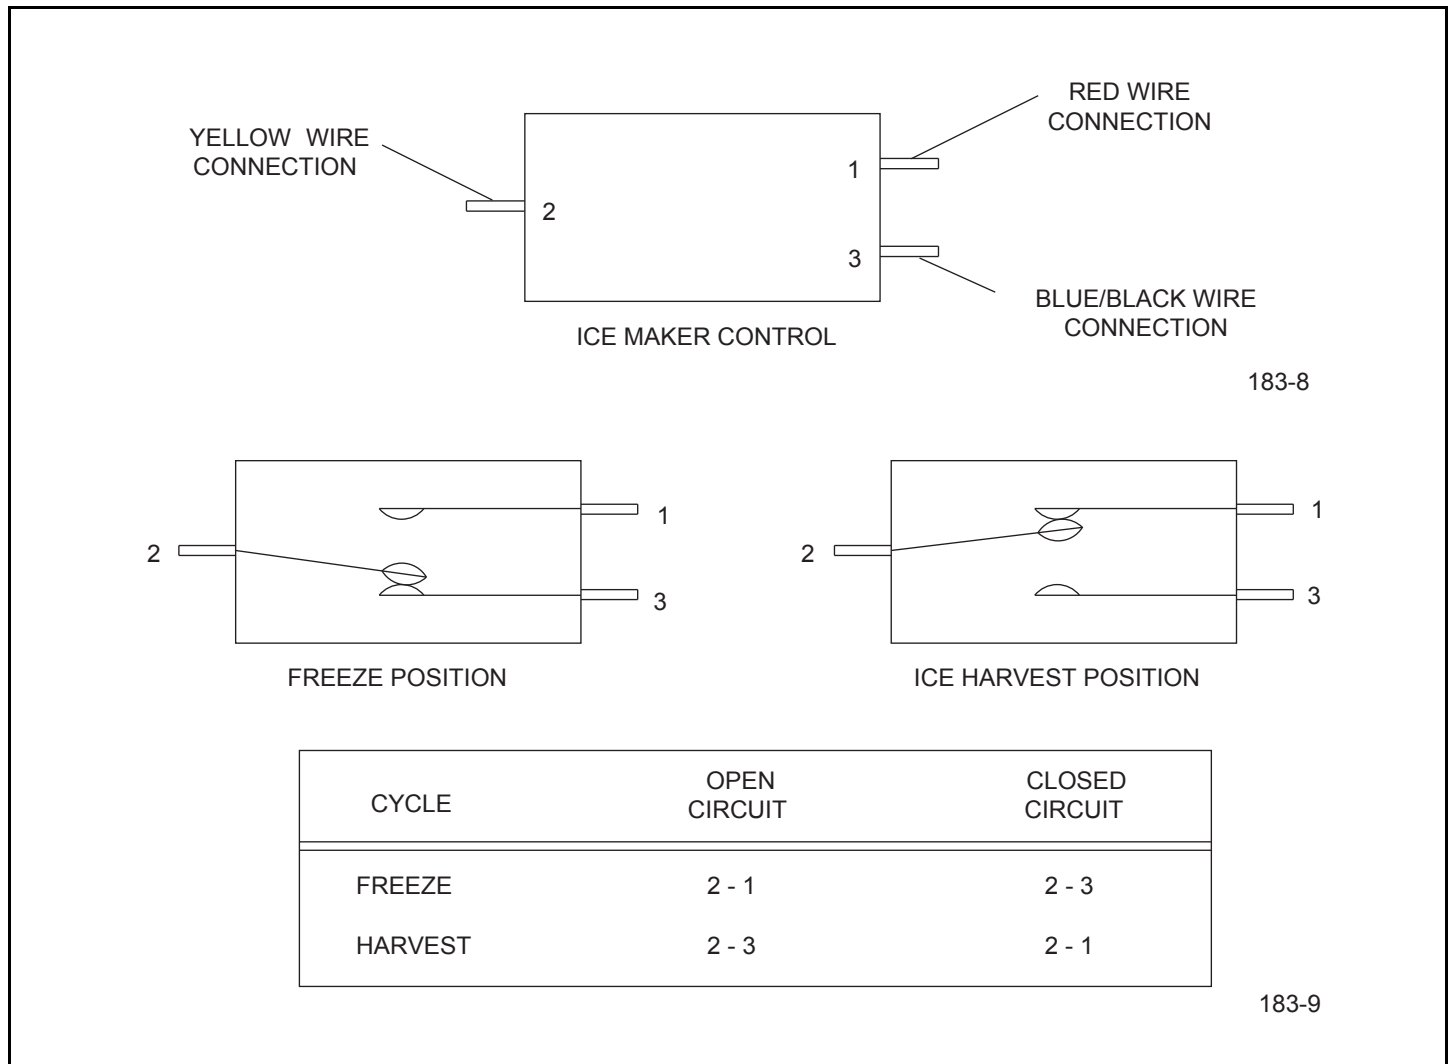 RED WIRE
CONNECTION
YELLOW WIRE
CONNECTION
1
2
3
BLUE/BLACK WIRE
CONNECTION
ICE MAKER CONTROL
183-8
1
2
3
FREEZE POSITION
1
2
3
ICE HARVEST POSITION
CYCLE
OPEN
CIRCUIT
CLOSED
CIRCUIT
FREEZE 2 - 1 2 - 3
HARVEST 2 - 3 2 - 1
183-9